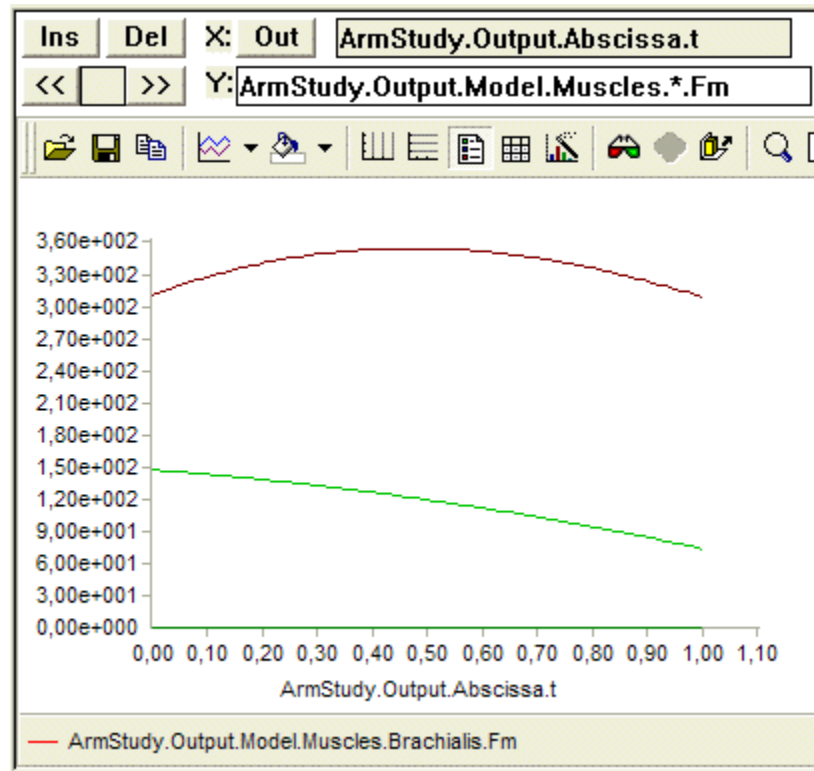 Ins Del X: Out ArmStudy.Output.Abscissa.t
<< >> Y: ArmStudy.Output.Model.Muscles.*.Fm
3,60e+002
3,30e+002
3,00e+002
2,70e+002
2,40e+002
2,10e+002
1,80e+002
1,50e+002
1,20e+002
9,00e+001
6,00e+001
3,00e+001
0,00e+000
0,00 0,10 0,20 0,30 0,40 0,50 0,60 0,70 0,80 0,90 1,00 1,10
ArmStudy.Output.Abscissa.t
ArmStudy.Output.Model.Muscles.Brachialis.Fm